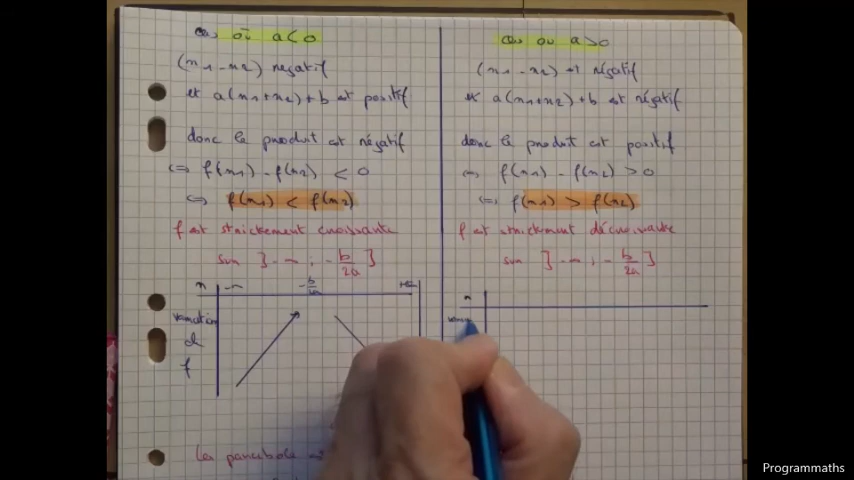 cas où a < 0
(x1 - x2) négatif
et a(x1+x2)+b est positif
donc le produit est négatif
⇔ f(x1) - f(x2) < 0
⇔ f(x1) < f(x2)
f est strictement croissante
sur ]-∞ ; -b/2a]
x -∞ -b/2a +∞
variation
de
f
La parabole
cas où a > 0
(x1 - x2) est négatif
et a(x1+x2)+b est négatif
donc le produit est positif
⇔ f(x1) - f(x2) > 0
⇔ f(x1) > f(x2)
f est strictement décroissante
sur ]-∞ ; -b/2a]
x
Programmaths